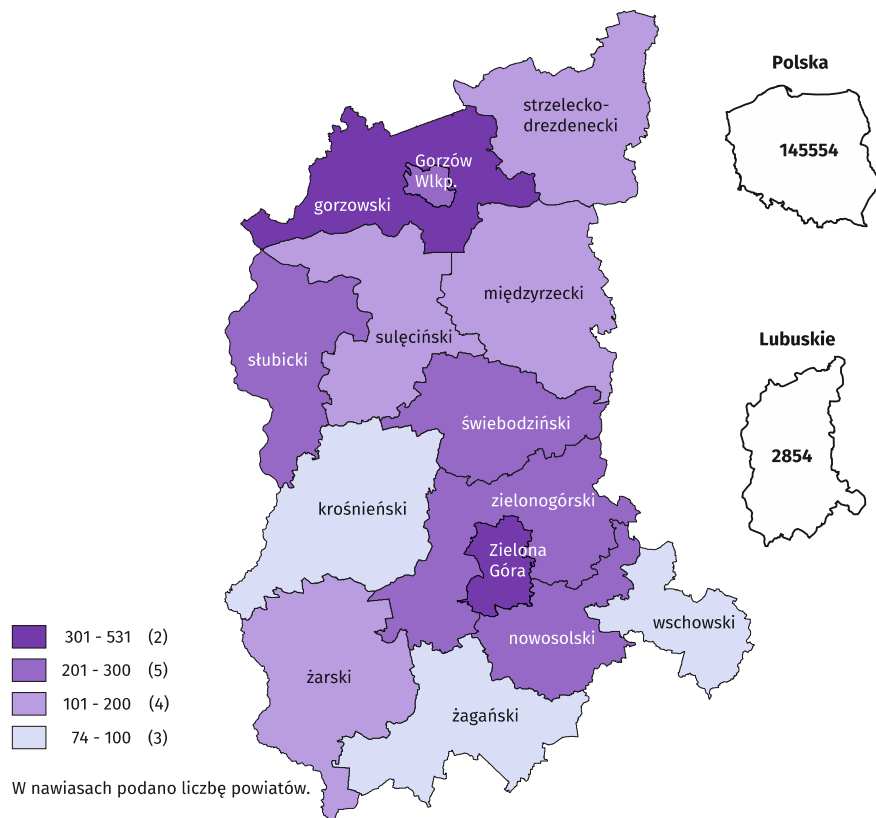 strzelecko-
drezdenecki
Polska
145554
Gorzów
Wlkp.
gorzowski
międzyrzecki
sulęciński
słubicki
Lubuskie
2854
świebodziński
zielonogórski
krośnieński
Zielona
Góra
nowosolski
wschowski
żarski
żagański
301 - 531 (2)
201 - 300 (5)
101 - 200 (4)
74 - 100 (3)
W nawiasach podano liczbę powiatów.